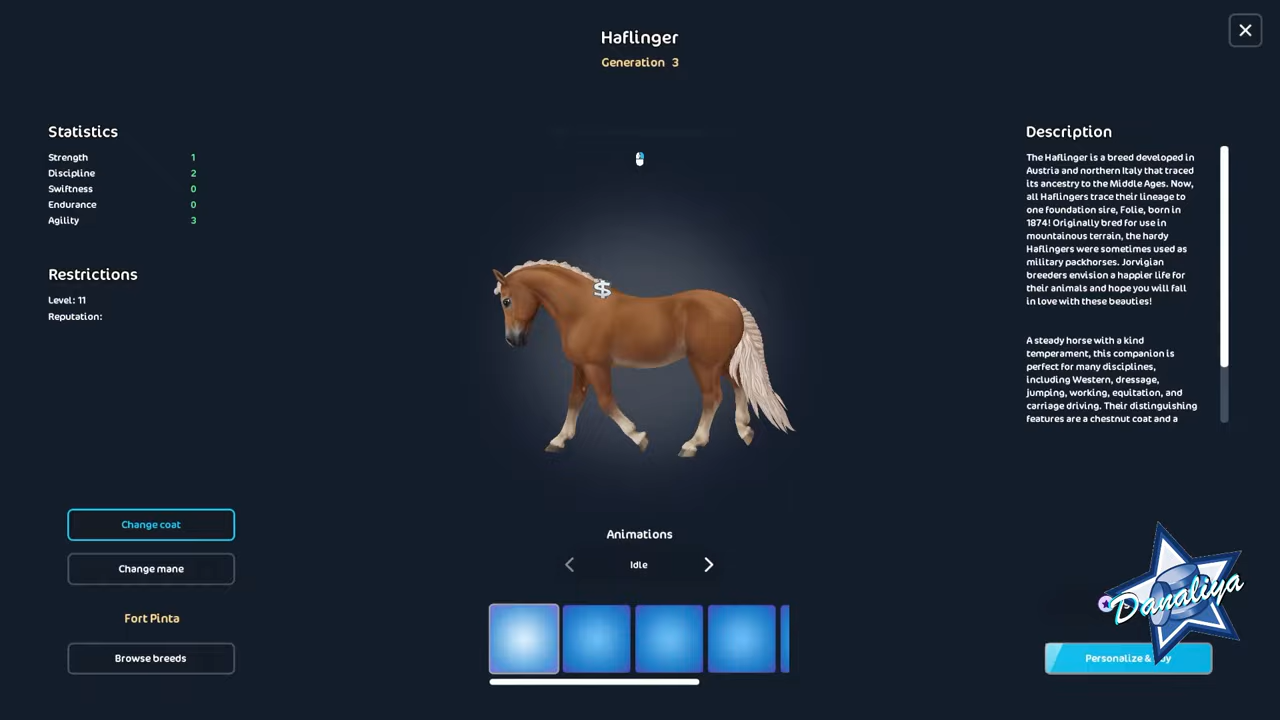 Haflinger
Generation 3
Statistics
Strength 1
Discipline 2
Swiftness 0
Endurance 0
Agility 3
Restrictions
Level: 11
Reputation:
Change coat
Change mane
Fort Pinta
Browse breeds
$
Animations
Idle
Description
The Haflinger is a breed developed in
Austria and northern Italy that traced
its ancestry to the Middle Ages. Now,
all Haflingers trace their lineage to
one foundation sire, Folie, born in
1874! Originally bred for use in
mountainous terrain, the hardy
Haflingers were sometimes used as
military packhorses. Jorvigian
breeders envision a happier life for
their animals and hope you will fall
in love with these beauties!
A steady horse with a kind
temperament, this companion is
perfect for many disciplines,
including Western, dressage,
jumping, working, equitation, and
carriage driving. Their distinguishing
features are a chestnut coat and a
Danaliya
Personalize &